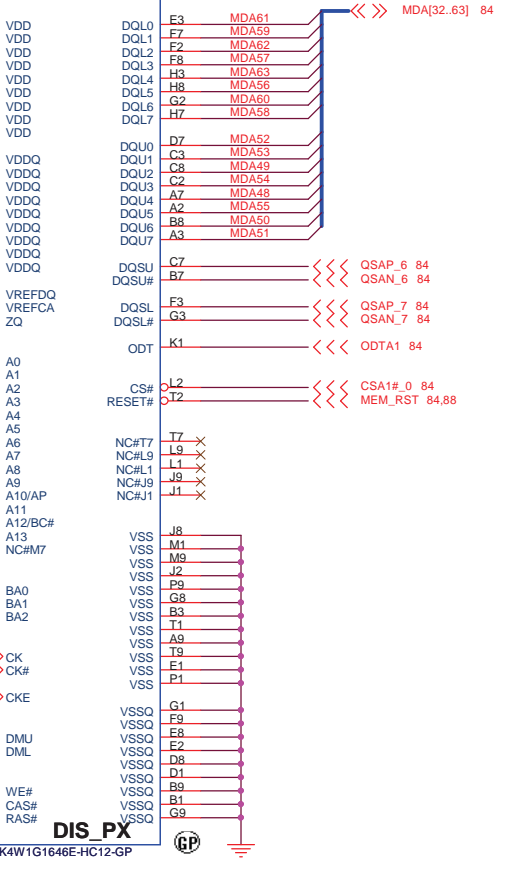 MDA[32..63] 84
VDD DQL0 E3 MDA61
VDD DQL1 F7 MDA59
VDD DQL2 F2 MDA62
VDD DQL3 F8 MDA57
VDD DQL4 H3 MDA63
VDD DQL5 H8 MDA56
VDD DQL6 G2 MDA60
VDD DQL7 H7 MDA58
VDD
DQU0 D7 MDA52
VDDQ DQU1 C3 MDA53
VDDQ DQU2 C8 MDA49
VDDQ DQU3 C2 MDA54
VDDQ DQU4 A7 MDA48
VDDQ DQU5 A2 MDA55
VDDQ DQU6 B8 MDA50
VDDQ DQU7 A3 MDA51
VDDQ
VDDQ DQSU C7 QSAP_6 84
DQSU# B7 QSAN_6 84
VREFDQ
VREFCA DQSL F3 QSAP_7 84
ZQ DQSL# G3 QSAN_7 84
ODT K1 ODTA1 84
A0
A1
A2 CS# L2 CSA1#_0 84
A3 RESET# T2 MEM_RST 84,88
A4
A5
A6 NC#T7 T7
A7 NC#L9 L9
A8 NC#L1 L1
A9 NC#J9 J9
A10/AP NC#J1 J1
A11
A12/BC#
A13 VSS J8
NC#M7 VSS M1
VSS M9
VSS J2
BA0 VSS P9
BA1 VSS G8
BA2 VSS B3
VSS T1
VSS A9
CK VSS T9
CK# VSS E1
VSS P1
CKE
VSSQ G1
VSSQ F9
DMU VSSQ E8
DML VSSQ E2
VSSQ D8
VSSQ D1
WE# VSSQ B9
CAS# VSSQ B1
RAS# VSSQ G9
DIS_PX
GP
K4W1G1646E-HC12-GP